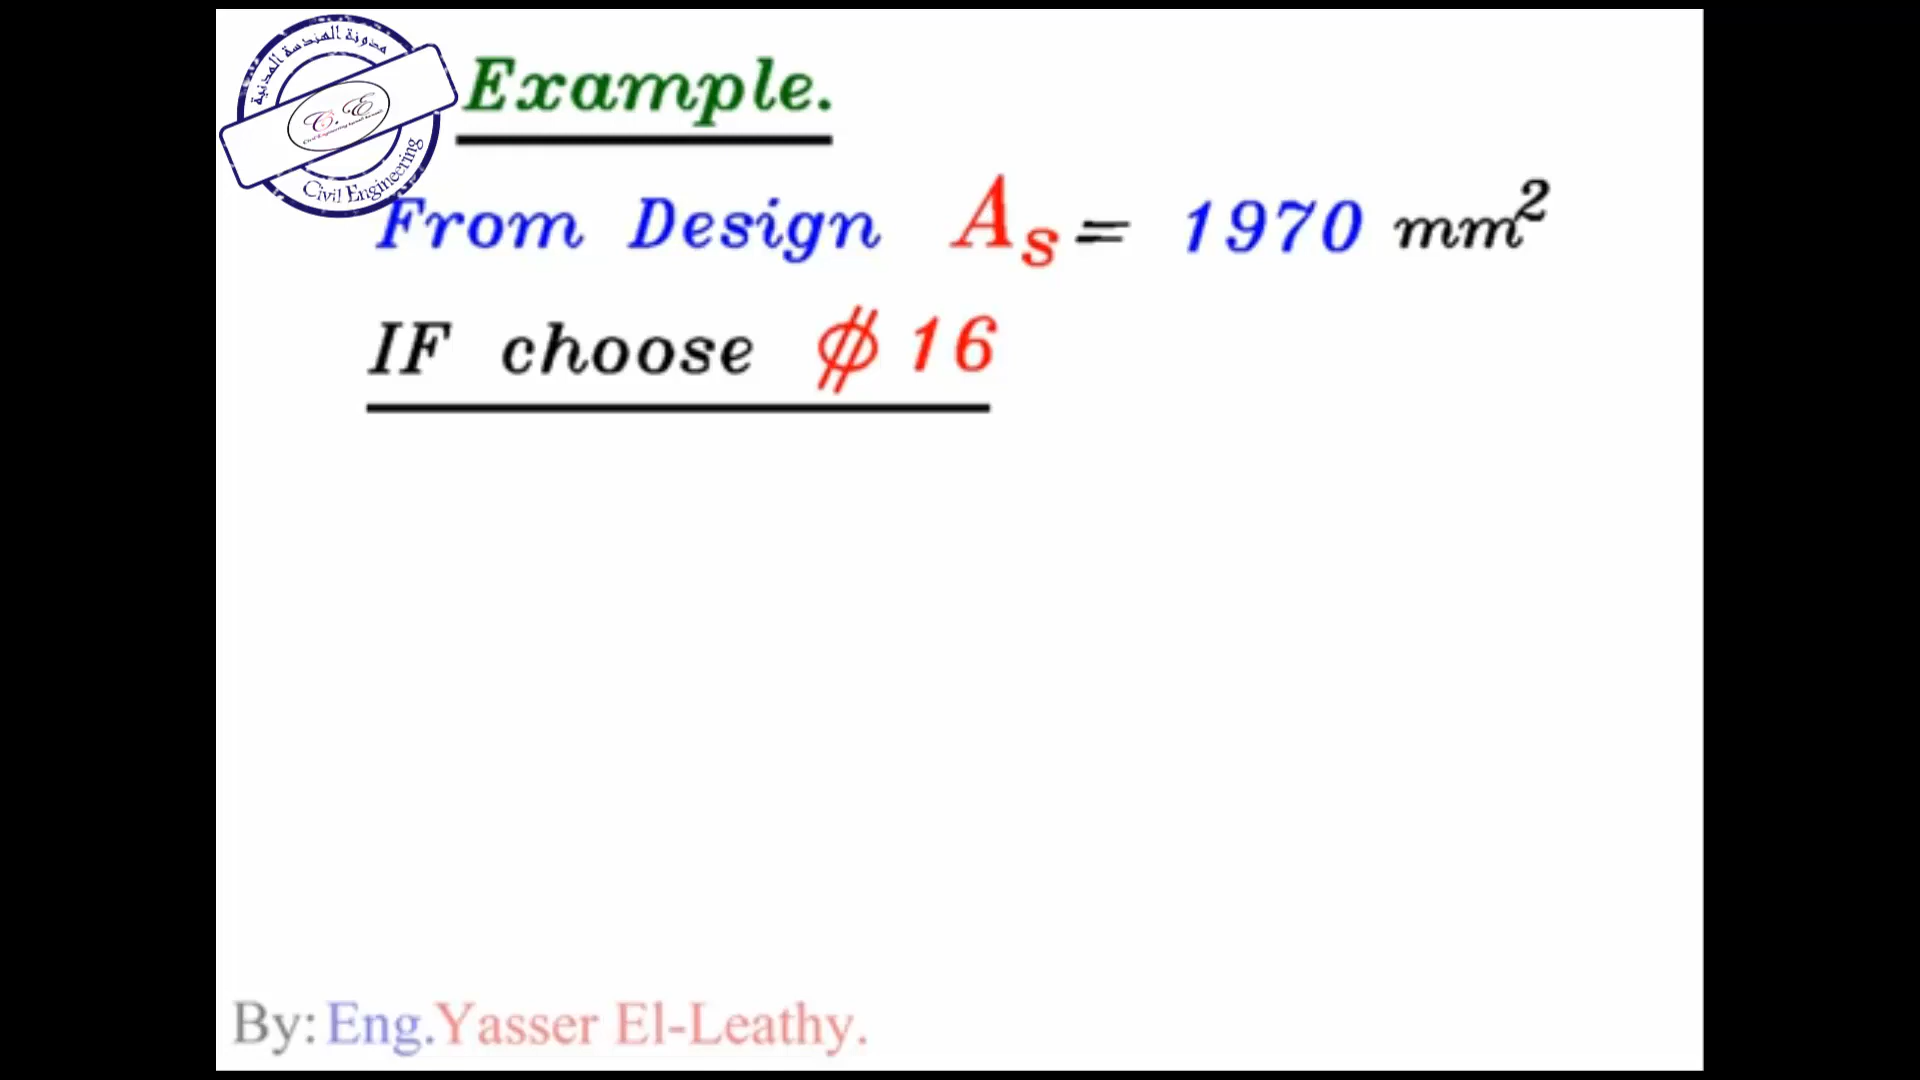 مدونة الهندسة المدنية
C.E
Civil Engineering
Example.
From Design As = 1970 mm²
IF choose ⌀ 16
By: Eng.Yasser El-Leathy.